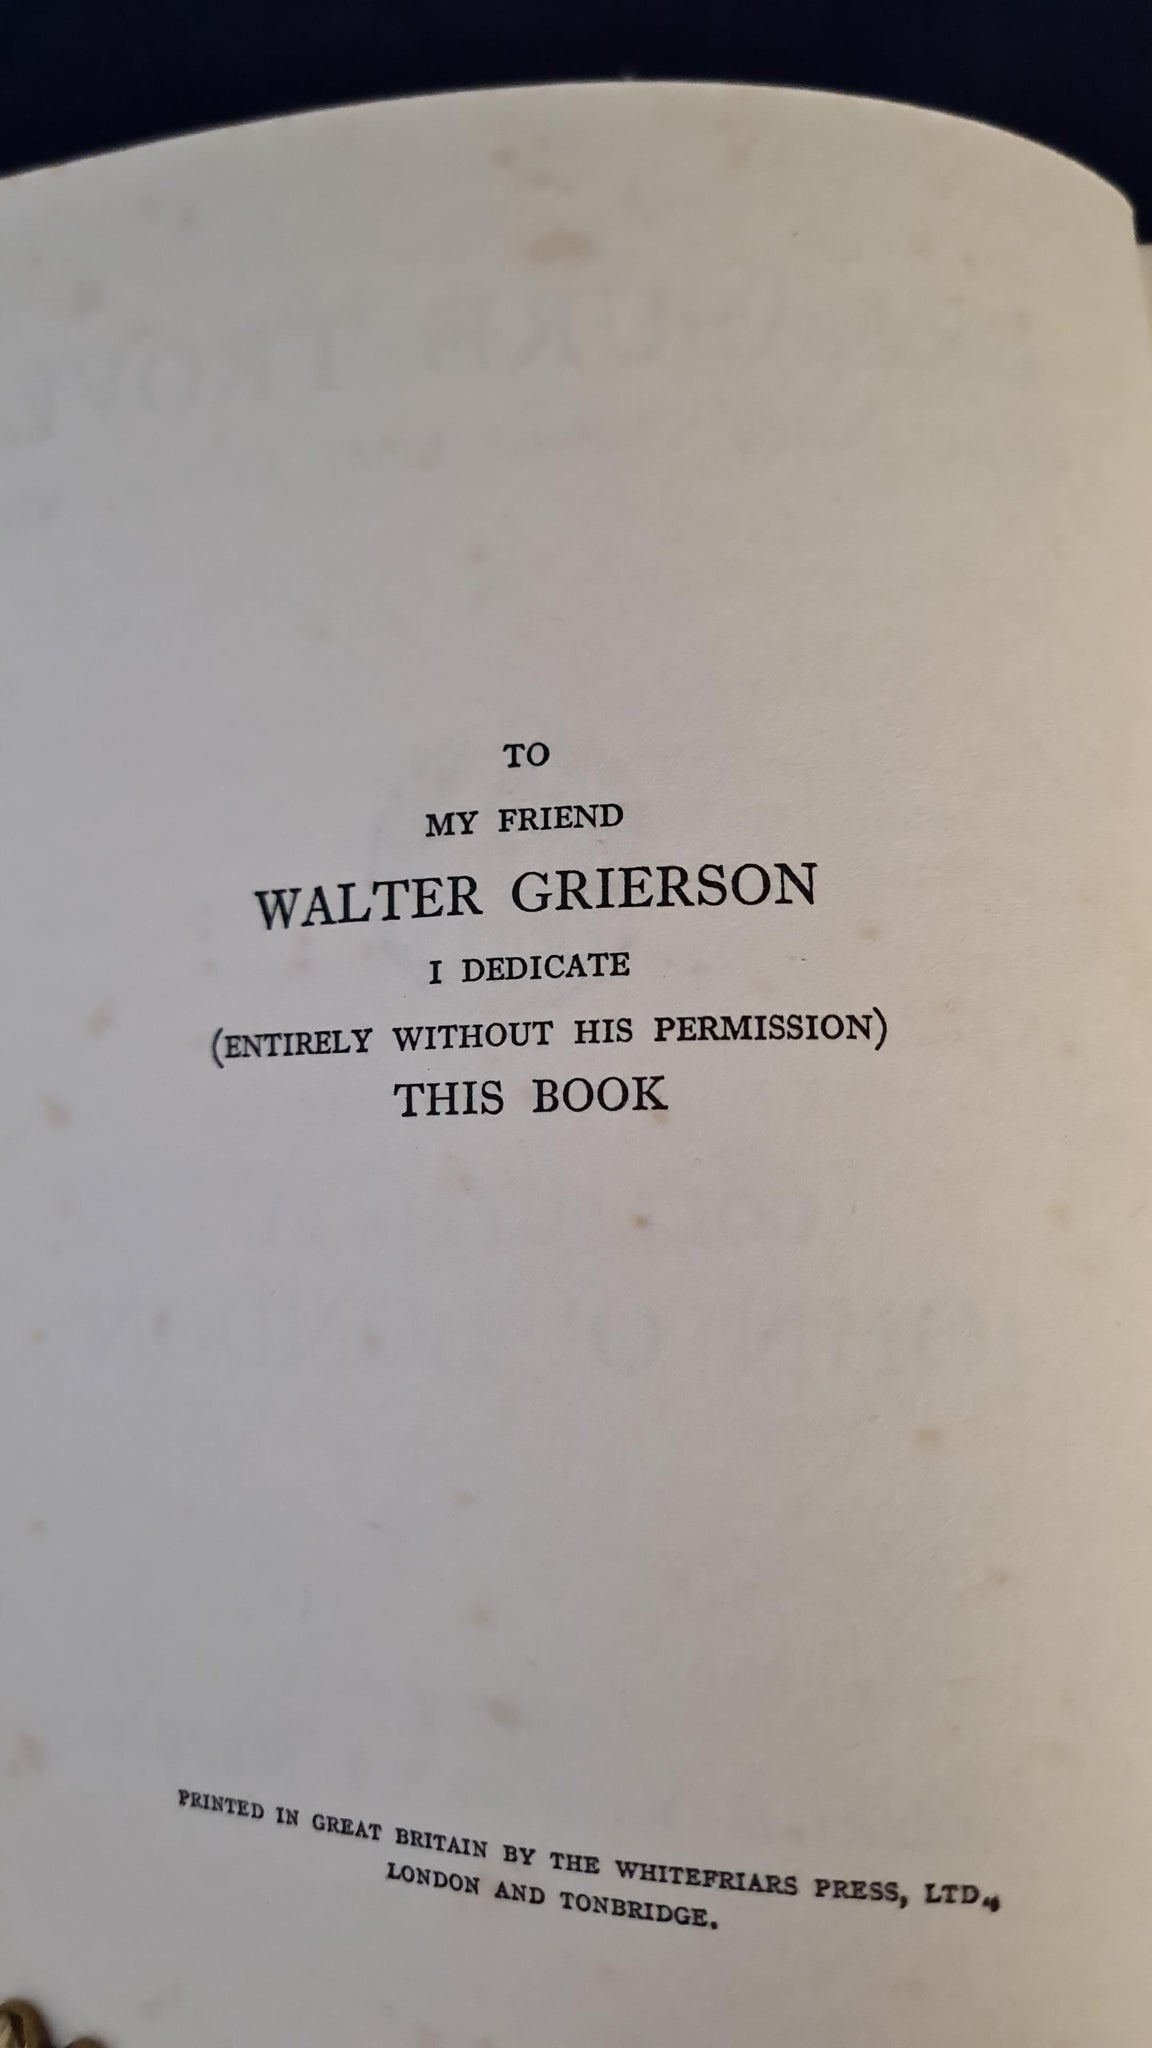 TO
MY FRIEND
WALTER GRIERSON
I DEDICATE
(ENTIRELY WITHOUT HIS PERMISSION)
THIS BOOK
PRINTED IN GREAT BRITAIN BY THE WHITEFRIARS PRESS, LTD.,
LONDON AND TONBRIDGE.